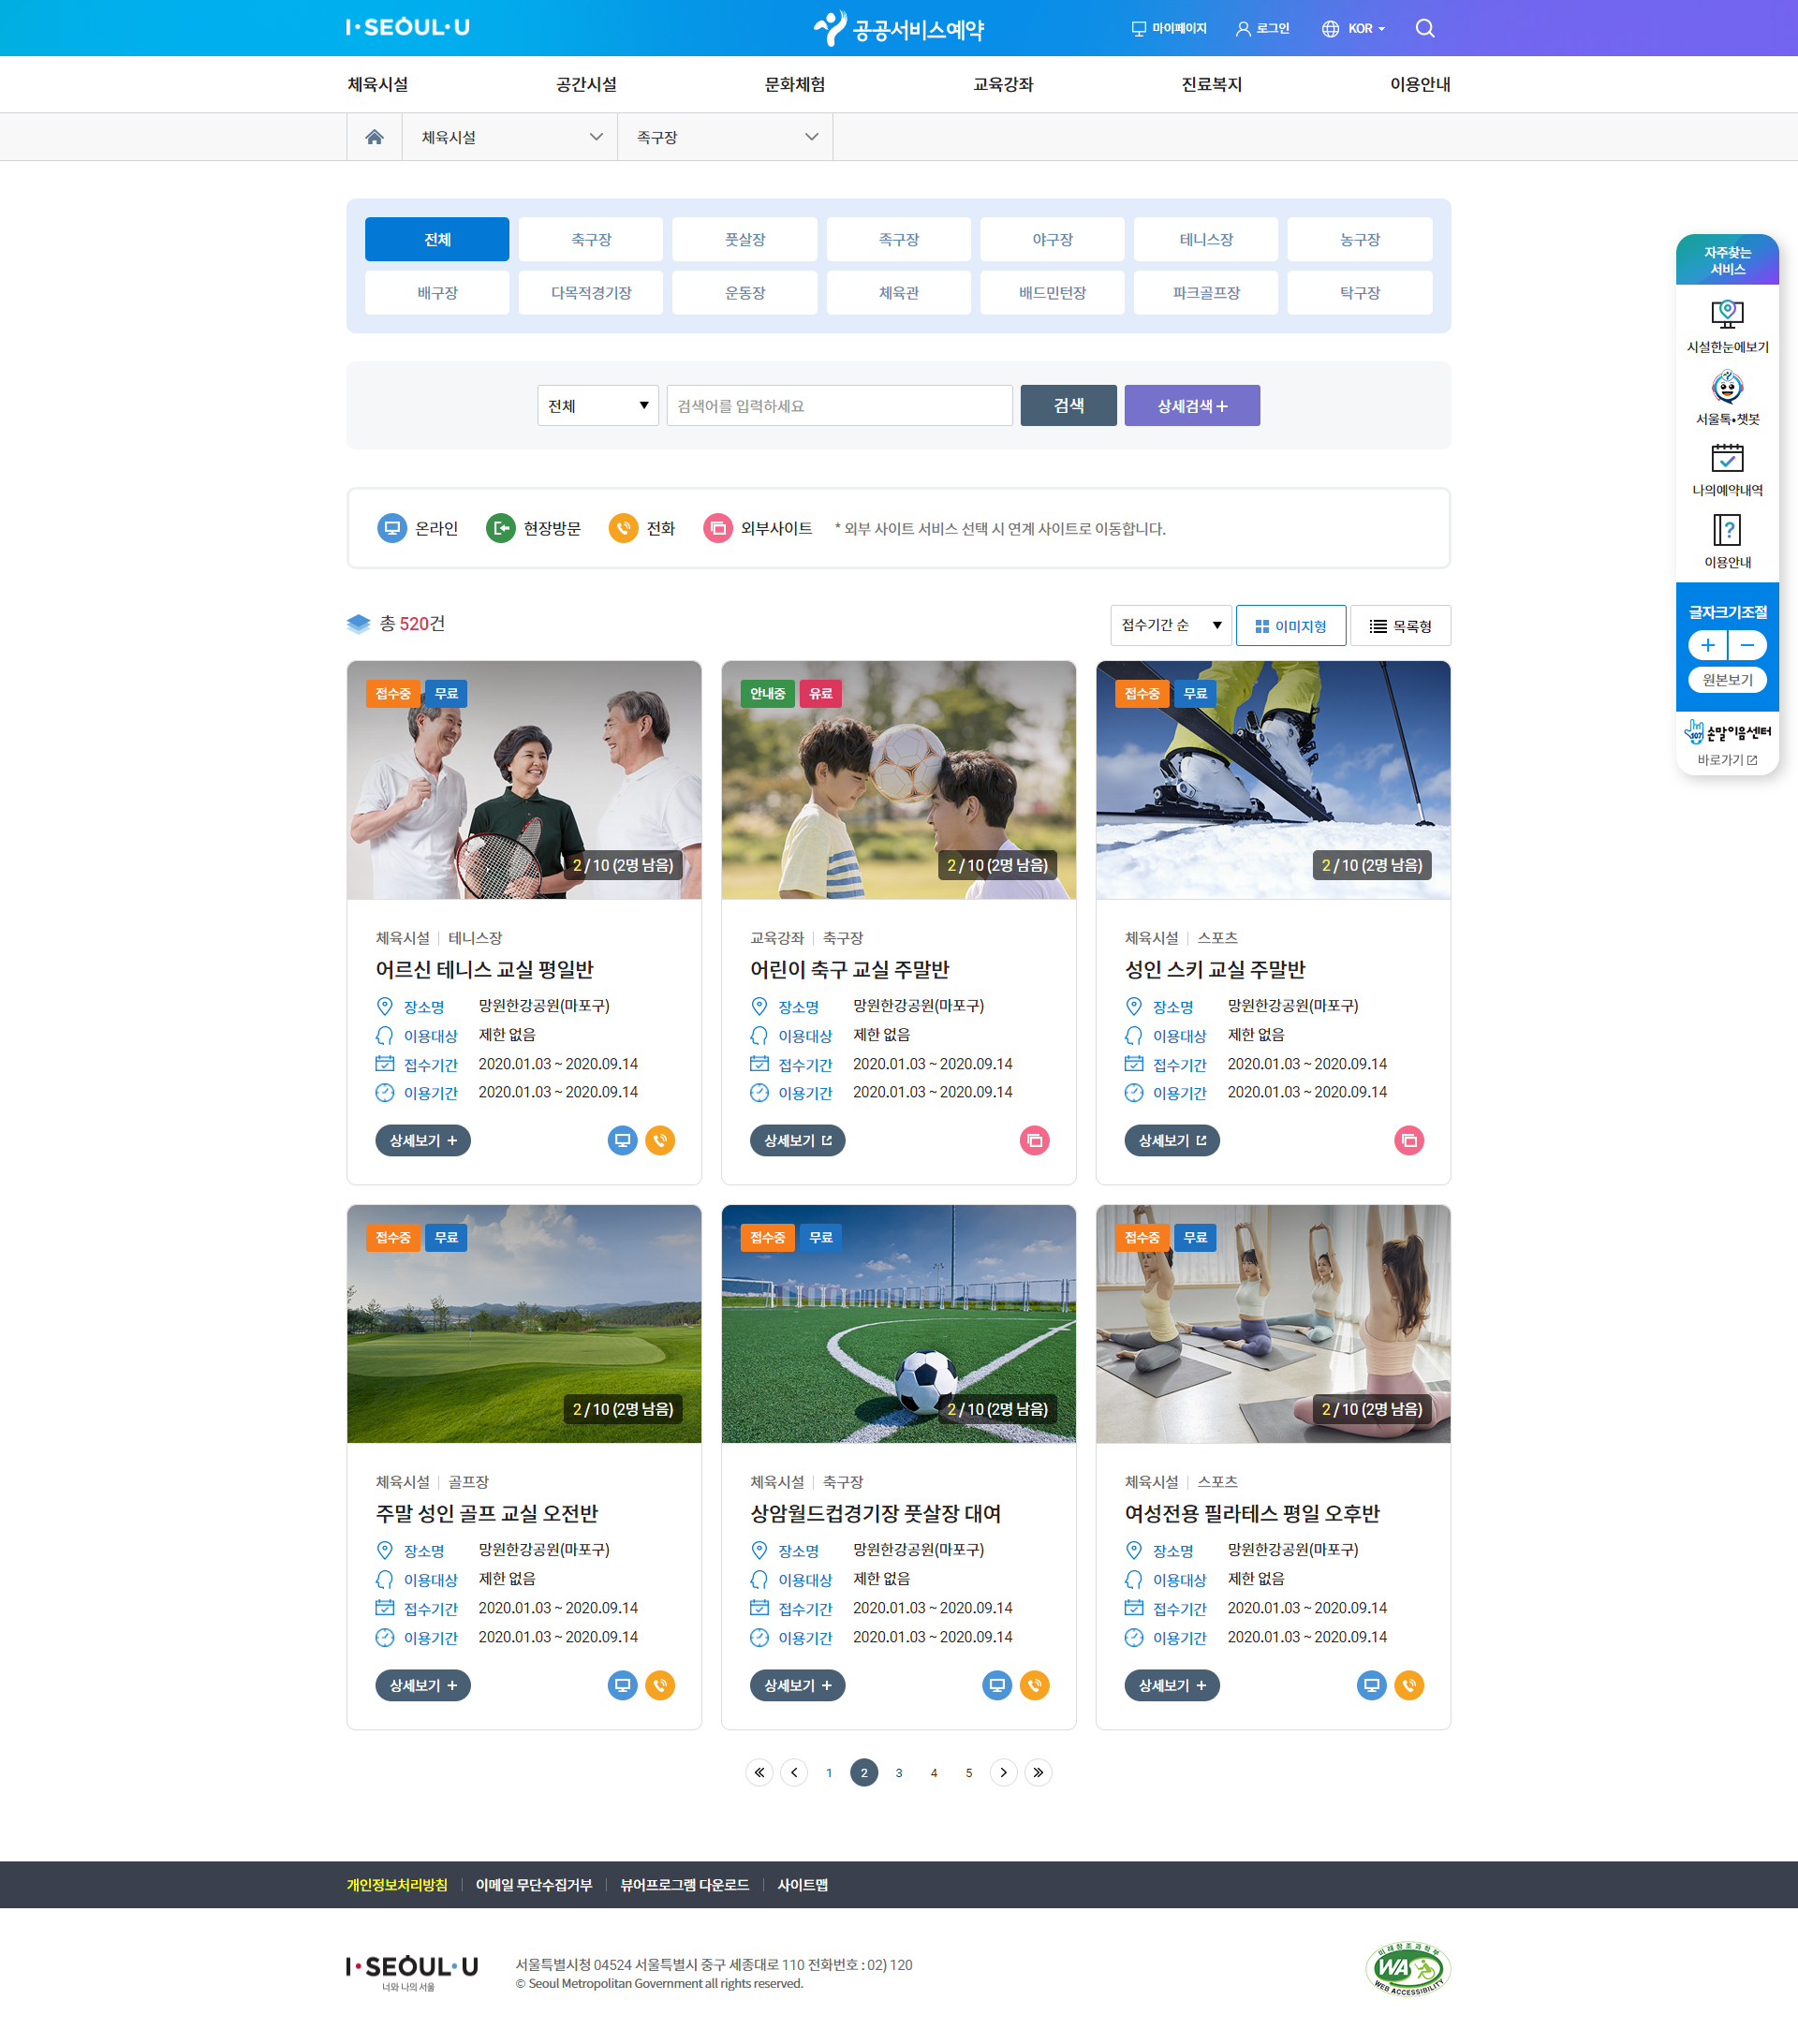 I·SEOUL·U
공공서비스예약
마이페이지
로그인
KOR
체육시설
공간시설
문화체험
교육강좌
진료복지
이용안내
체육시설
족구장
전체
축구장
풋살장
족구장
야구장
테니스장
농구장
배구장
다목적경기장
운동장
체육관
배드민턴장
파크골프장
탁구장
전체
검색어를 입력하세요
검색
상세검색+
온라인
현장방문
전화
외부사이트
* 외부 사이트 서비스 선택 시 연계 사이트로 이동합니다.
총 520건
접수기간 순
이미지형
목록형
접수중 무료
2 / 10 (2명 남음)
체육시설 | 테니스장
어르신 테니스 교실 평일반
장소명 망원한강공원(마포구)
이용대상 제한 없음
접수기간 2020.01.03 ~ 2020.09.14
이용기간 2020.01.03 ~ 2020.09.14
상세보기 +
안내중 유료
2 / 10 (2명 남음)
교육강좌 | 축구장
어린이 축구 교실 주말반
장소명 망원한강공원(마포구)
이용대상 제한 없음
접수기간 2020.01.03 ~ 2020.09.14
이용기간 2020.01.03 ~ 2020.09.14
상세보기
접수중 무료
2 / 10 (2명 남음)
체육시설 | 스포츠
성인 스키 교실 주말반
장소명 망원한강공원(마포구)
이용대상 제한 없음
접수기간 2020.01.03 ~ 2020.09.14
이용기간 2020.01.03 ~ 2020.09.14
상세보기
접수중 무료
2 / 10 (2명 남음)
체육시설 | 골프장
주말 성인 골프 교실 오전반
장소명 망원한강공원(마포구)
이용대상 제한 없음
접수기간 2020.01.03 ~ 2020.09.14
이용기간 2020.01.03 ~ 2020.09.14
상세보기 +
접수중 무료
2 / 10 (2명 남음)
체육시설 | 축구장
상암월드컵경기장 풋살장 대여
장소명 망원한강공원(마포구)
이용대상 제한 없음
접수기간 2020.01.03 ~ 2020.09.14
이용기간 2020.01.03 ~ 2020.09.14
상세보기 +
접수중 무료
2 / 10 (2명 남음)
체육시설 | 스포츠
여성전용 필라테스 평일 오후반
장소명 망원한강공원(마포구)
이용대상 제한 없음
접수기간 2020.01.03 ~ 2020.09.14
이용기간 2020.01.03 ~ 2020.09.14
상세보기 +
1 2 3 4 5
자주찾는
서비스
시설한눈에보기
서울톡•챗봇
나의예약내역
?
이용안내
글자크기조절
+ −
원본보기
107 손말이음센터
바로가기
개인정보처리방침 | 이메일 무단수집거부 | 뷰어프로그램 다운로드 | 사이트맵
I·SEOUL·U
너와 나의 서울
서울특별시청 04524 서울특별시 중구 세종대로 110 전화번호 : 02) 120
© Seoul Metropolitan Government all rights reserved.
미래창조과학부
WA
WEB ACCESSIBILITY